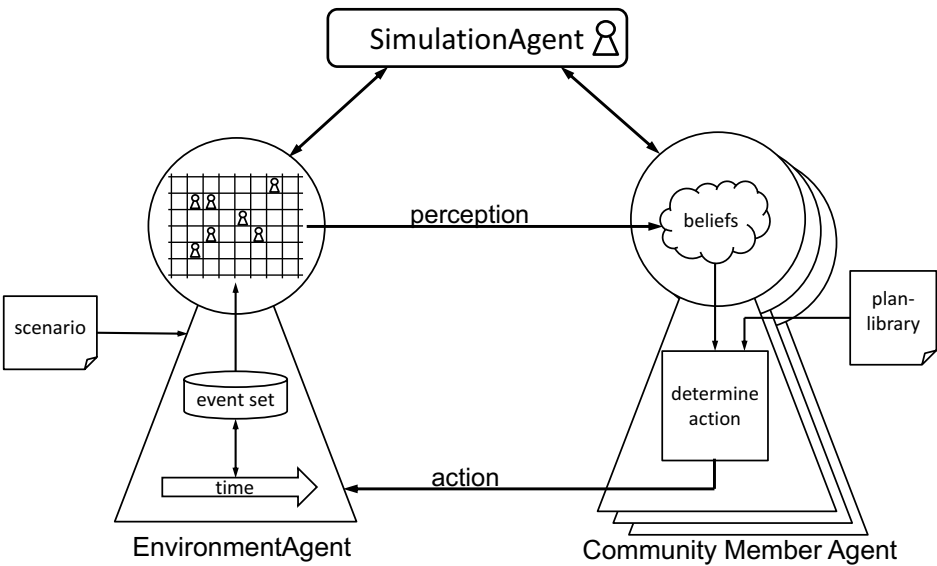 SimulationAgent
perception
beliefs
scenario
plan-
library
event set
determine
action
time
action
EnvironmentAgent
Community Member Agent